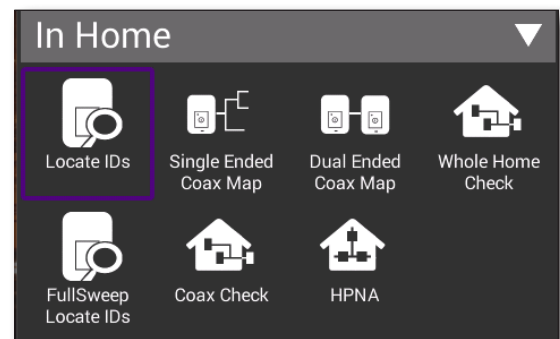 In Home
Locate IDs
Single Ended
Coax Map
Dual Ended
Coax Map
Whole Home
Check
FullSweep
Locate IDs
Coax Check
HPNA